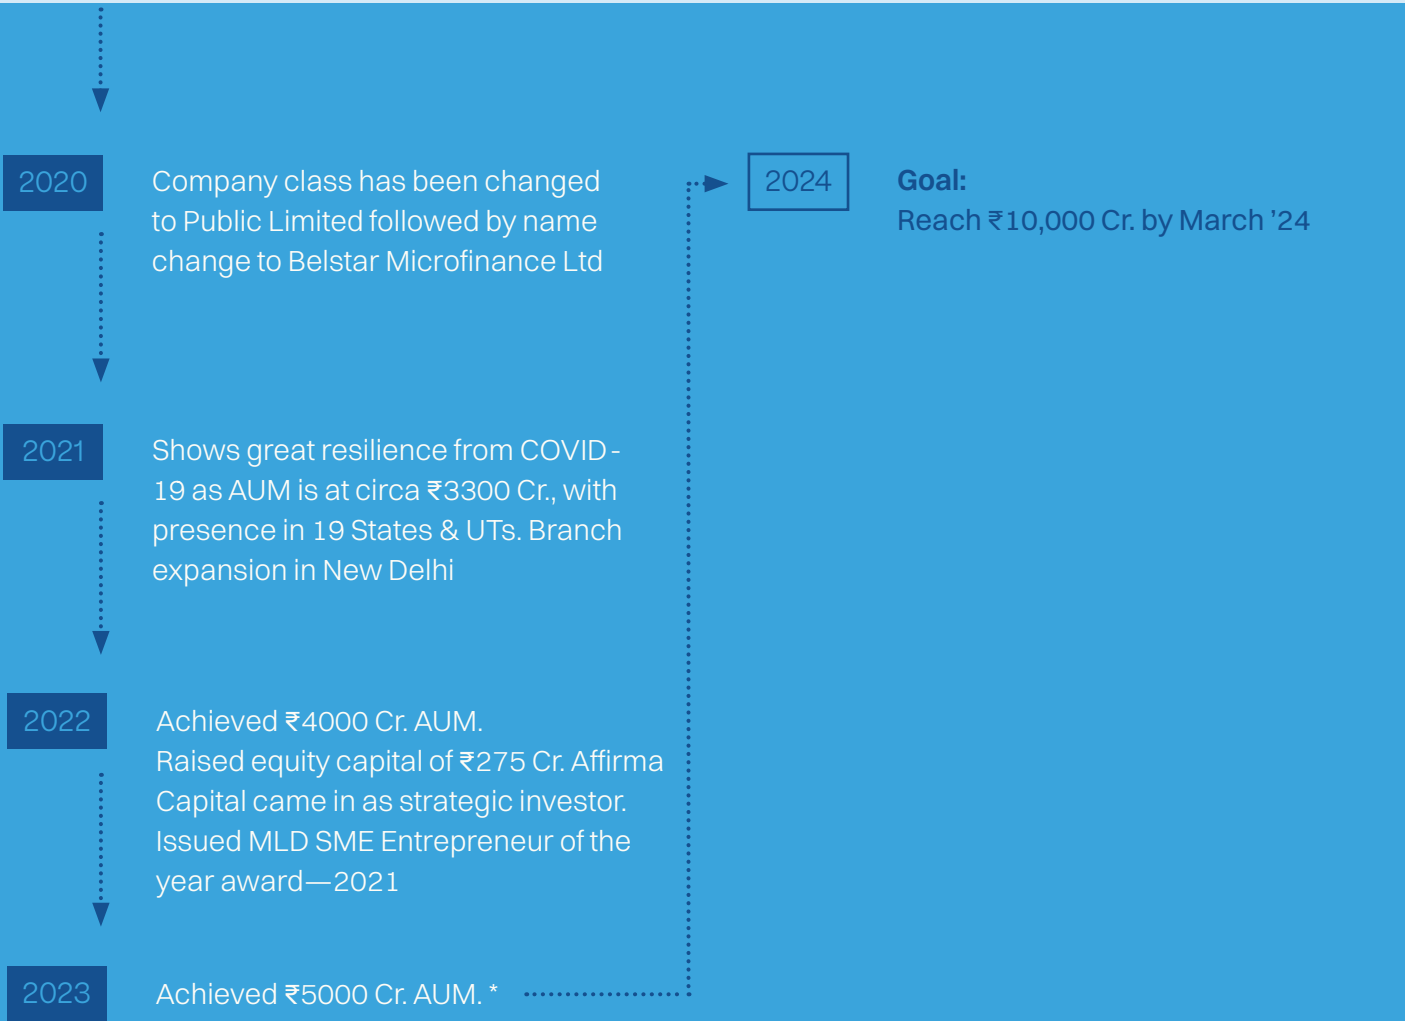 2020
Company class has been changed
to Public Limited followed by name
change to Belstar Microfinance Ltd
2021
Shows great resilience from COVID-
19 as AUM is at circa ₹3300 Cr., with
presence in 19 States & UTs. Branch
expansion in New Delhi
2022
Achieved ₹4000 Cr. AUM.
Raised equity capital of ₹275 Cr. Affirma
Capital came in as strategic investor.
Issued MLD SME Entrepreneur of the
year award—2021
2023
Achieved ₹5000 Cr. AUM. *
2024
Goal:
Reach ₹10,000 Cr. by March ’24